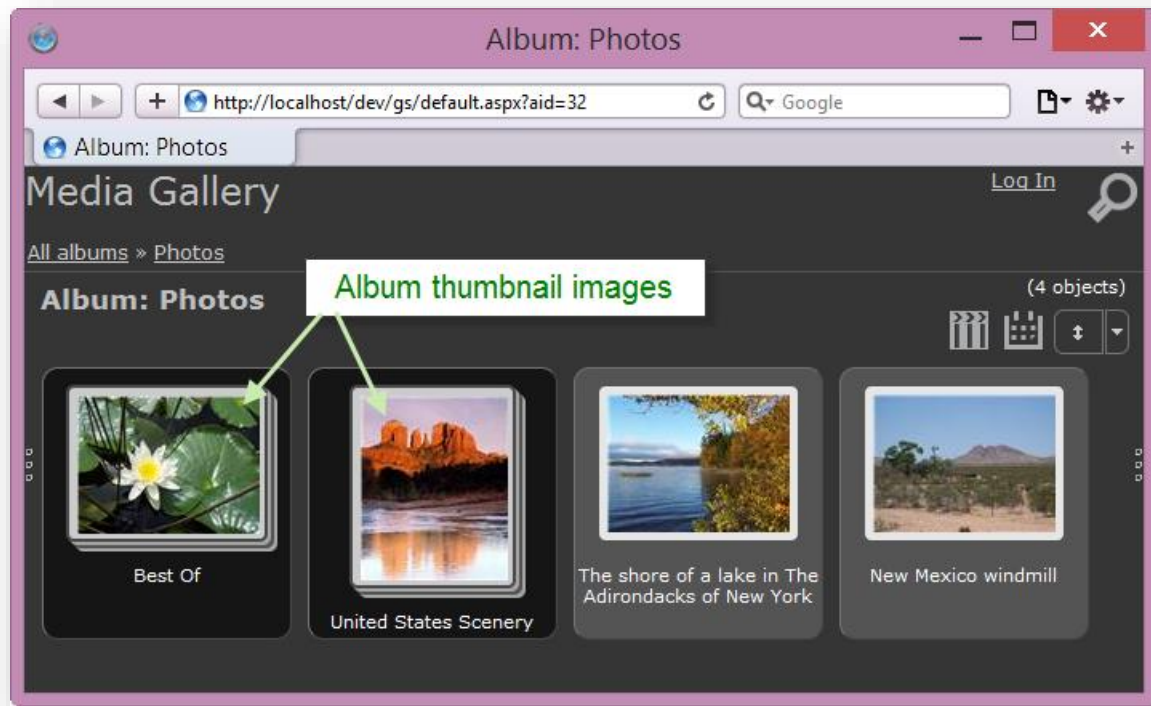 Album: Photos
http://localhost/dev/gs/default.aspx?aid=32
Google
Album: Photos
Media Gallery
Log In
All albums » Photos
Album thumbnail images
Album: Photos
(4 objects)
Best Of
United States Scenery
The shore of a lake in The
Adirondacks of New York
New Mexico windmill